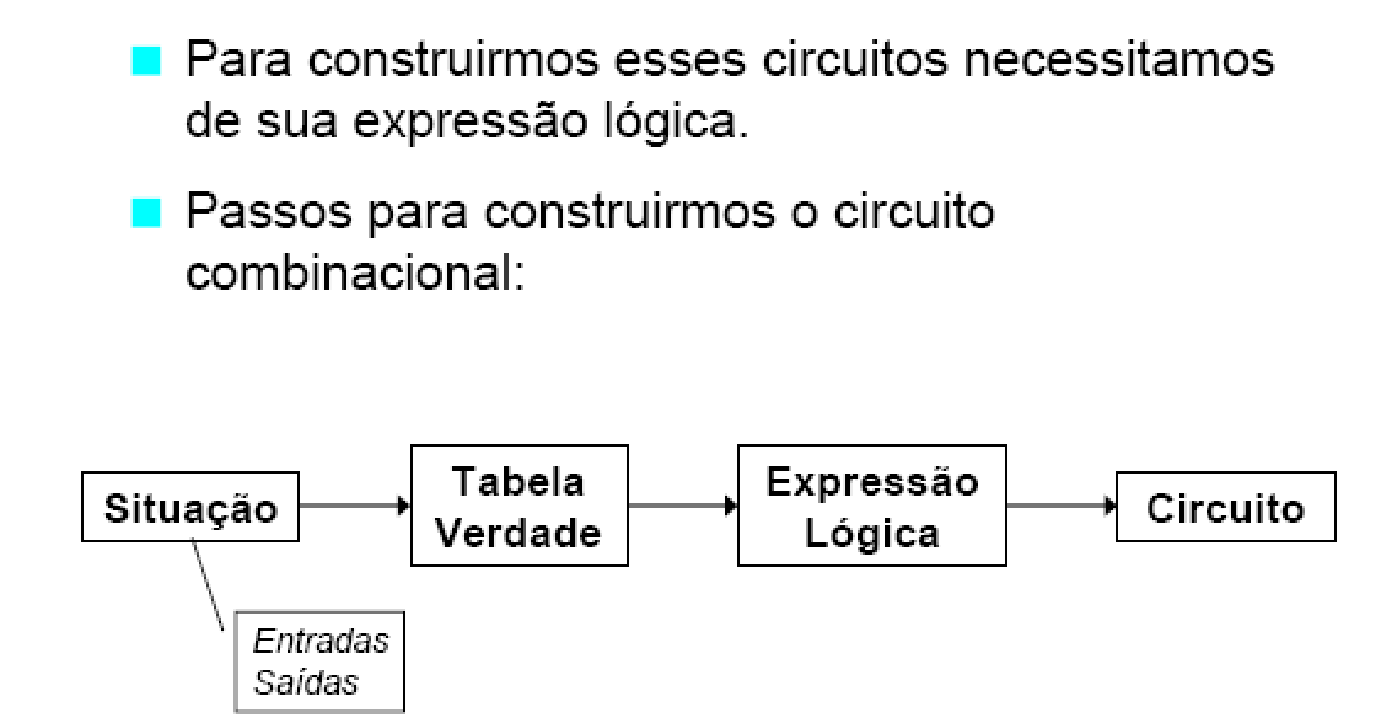 Para construirmos esses circuitos necessitamos
de sua expressão lógica.
Passos para construirmos o circuito
combinacional:
Situação
Tabela
Verdade
Expressão
Lógica
Circuito
Entradas
Saídas